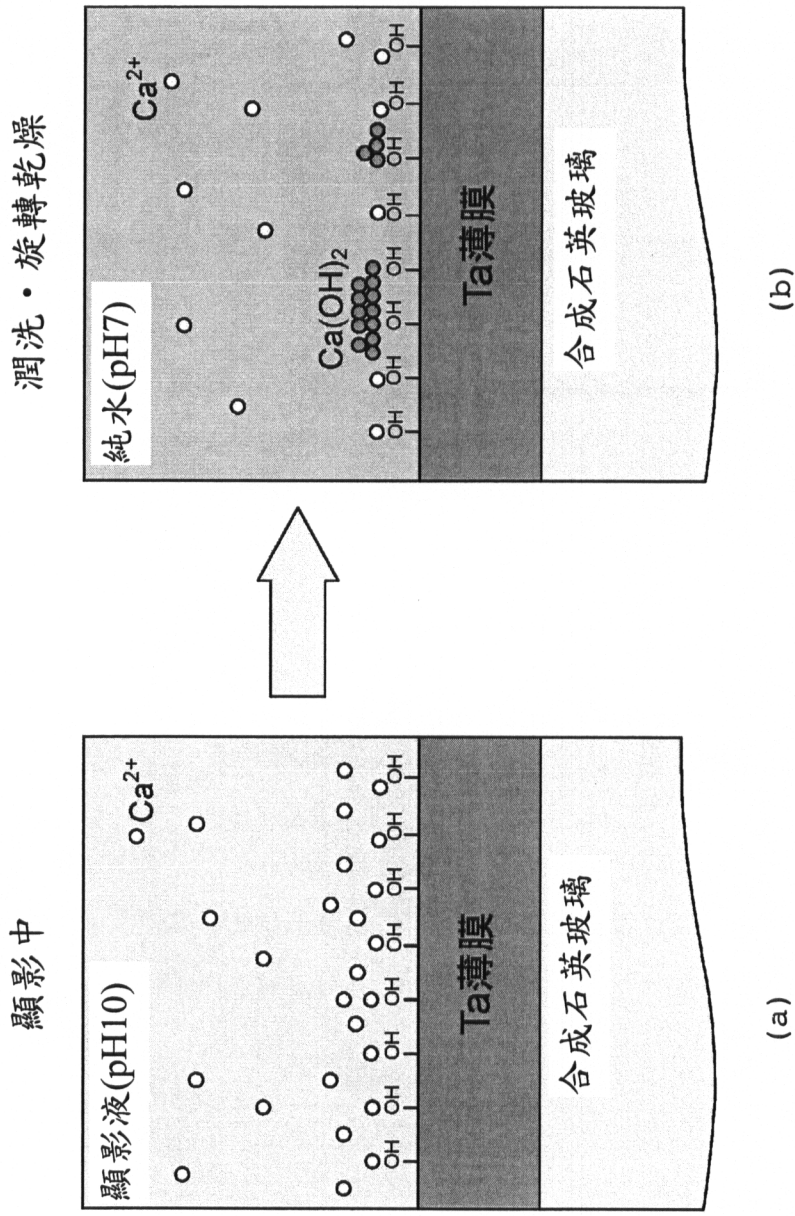 顯影中
顯影液(pH10)
Ca²⁺
OH OH OH OH OH OH OH OH
Ta薄膜
合成石英玻璃
(a)
潤洗・旋轉乾燥
純水(pH7)
Ca²⁺
Ca(OH)₂
OH OH OH OH OH OH OH OH
Ta薄膜
合成石英玻璃
(b)